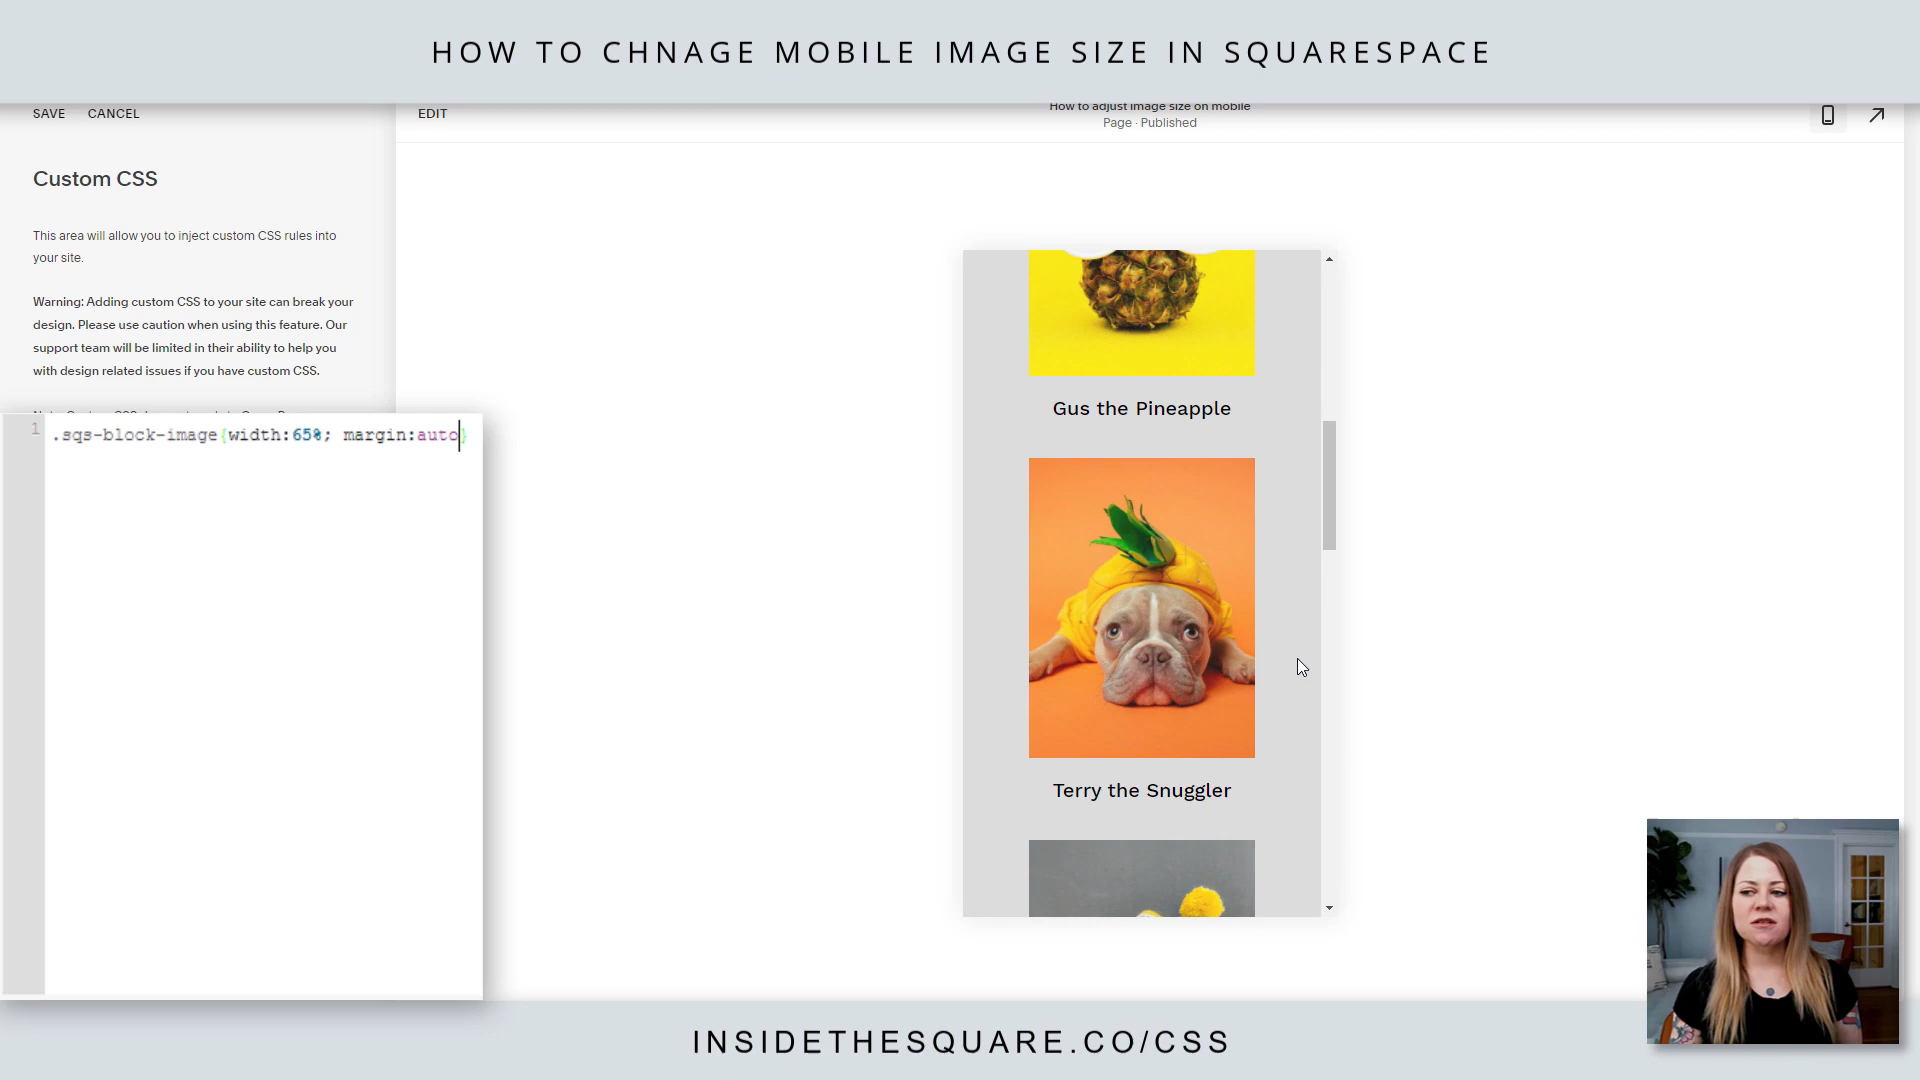 HOW TO CHNAGE MOBILE IMAGE SIZE IN SQUARESPACE
SAVE CANCEL
EDIT
How to adjust image size on mobile
Page · Published
Custom CSS
This area will allow you to inject custom CSS rules into
your site.
Warning: Adding custom CSS to your site can break your
design. Please use caution when using this feature. Our
support team will be limited in their ability to help you
with design related issues if you have custom CSS.
1 .sqs-block-image{width:65%; margin:auto}
Gus the Pineapple
Terry the Snuggler
INSIDETHESQUARE.CO/CSS